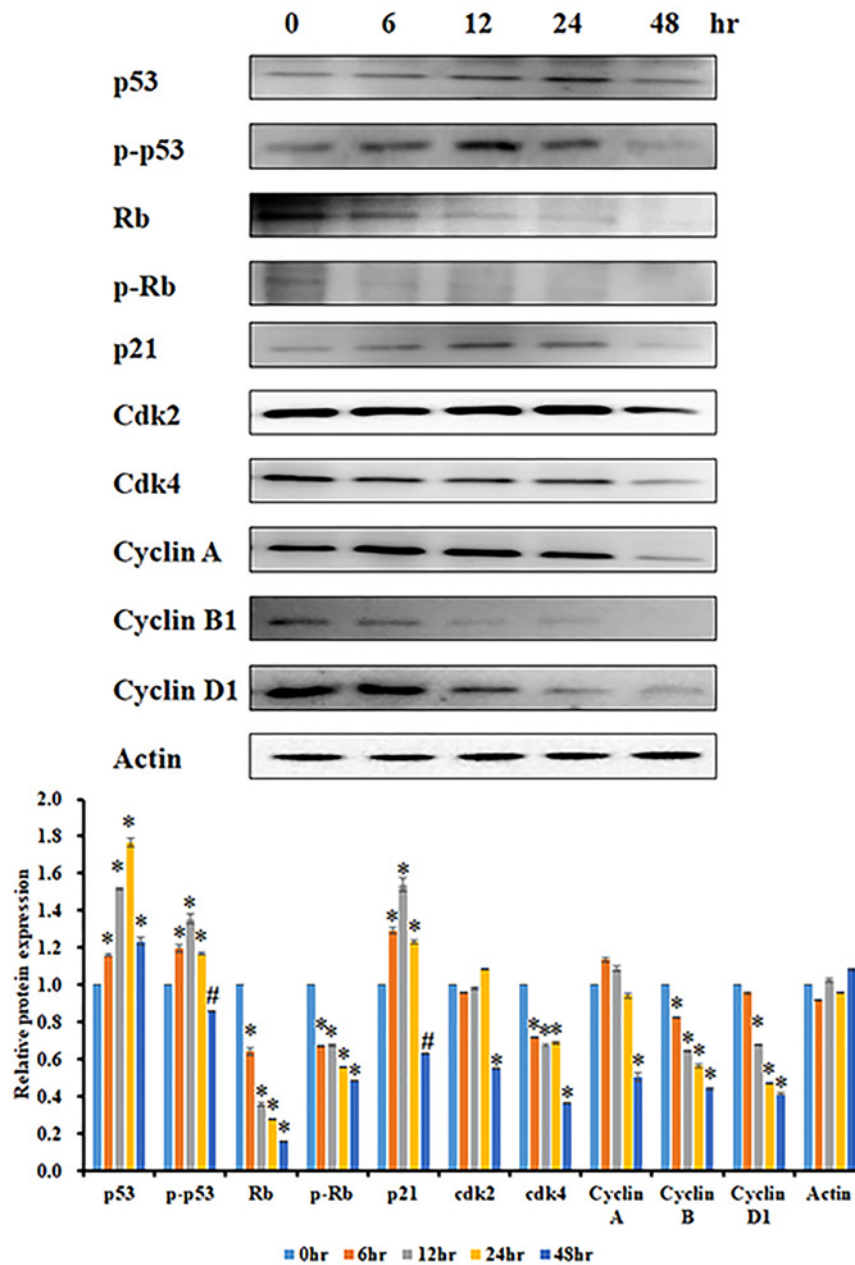 0 6 12 24 48 hr
p53
p-p53
Rb
p-Rb
p21
Cdk2
Cdk4
Cyclin A
Cyclin B1
Cyclin D1
Actin
Relative protein expression
2.0
1.8
1.6
1.4
1.2
1.0
0.8
0.6
0.4
0.2
0.0
* * * * * * * # * * * * * * * * * * * # * * * * * * * * * * * * *
p53 p-p53 Rb p-Rb p21 cdk2 cdk4 Cyclin A Cyclin B Cyclin D1 Actin
0hr 6hr 12hr 24hr 48hr